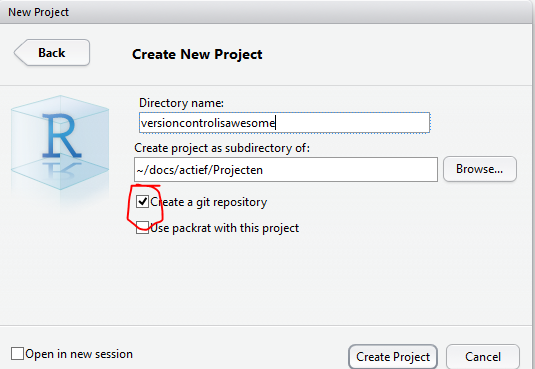 New Project
Back
Create New Project
Directory name:
versioncontrolisawesome
Create project as subdirectory of:
~/docs/actief/Projecten
Browse...
Create a git repository
Use packrat with this project
R
Open in new session
Create Project
Cancel